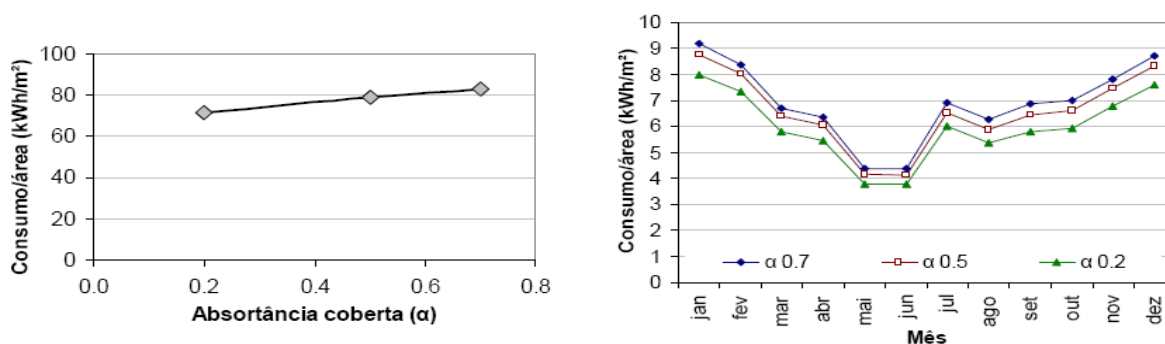 Consumo/área (kWh/m²)
100
80
60
40
20
0
0.0 0.2 0.4 0.6 0.8
Absortância coberta (α)
Consumo/área (kWh/m²)
10
9
8
7
6
5
4
3
2
1
0
α 0.7 α 0.5 α 0.2
jan fev mar abr mai jun jul ago set out nov dez
Mês